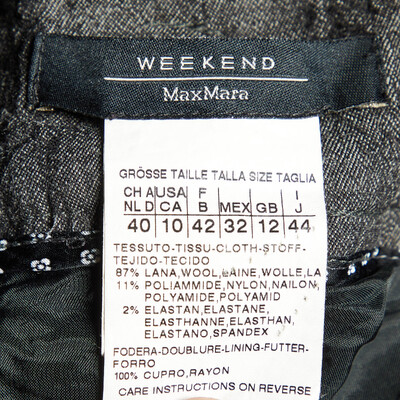 WEEKEND
MaxMara
GRÖSSE TAILLE TALLA SIZE TAGLIA
CH A USA F I
NL D CA B MEX GB J
40 10 42 32 12 44
TESSUTO-TISSU-CLOTH-STOFF-
TEJIDO-TECIDO
87% LANA,WOOL,LAINE,WOLLE,LA
11% POLIAMMIDE,NYLON,NAILON,
POLYAMIDE,POLYAMID
2% ELASTAN,ELASTANE,
ELASTHANNE,ELASTHAN,
ELASTANO,SPANDEX
FODERA-DOUBLURE-LINING-FUTTER-
FORRO
100% CUPRO,RAYON
CARE INSTRUCTIONS ON REVERSE